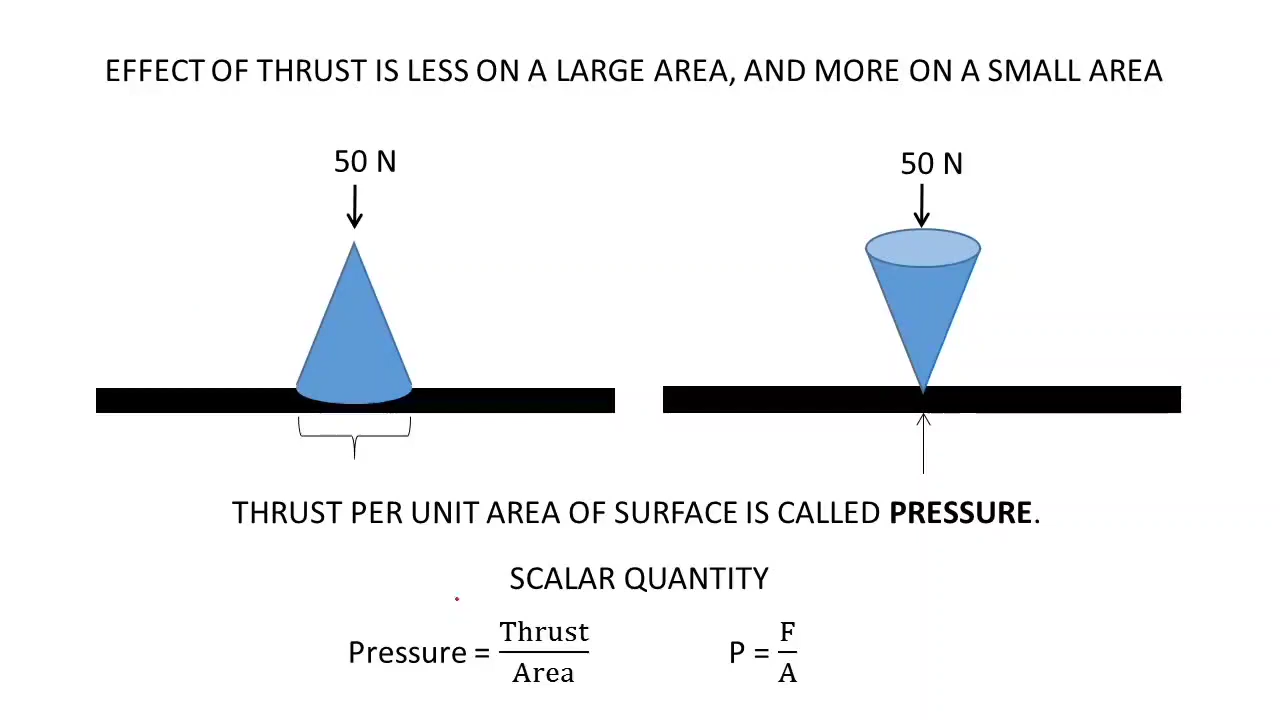 EFFECT OF THRUST IS LESS ON A LARGE AREA, AND MORE ON A SMALL AREA
50 N
50 N
THRUST PER UNIT AREA OF SURFACE IS CALLED PRESSURE.
SCALAR QUANTITY
Pressure = Thrust/Area
P = F/A